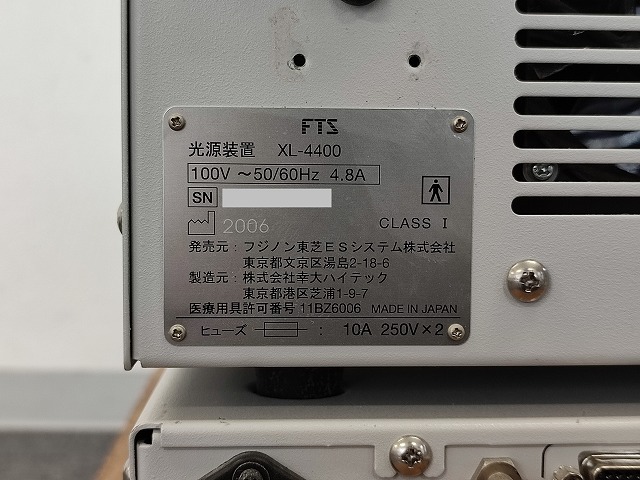 FTS
光源装置 XL-4400
100V ～50/60Hz 4.8A
SN
2006 CLASS I
発売元：フジノン東芝ESシステム株式会社
東京都文京区湯島2-18-6
製造元：株式会社幸大ハイテック
東京都港区芝浦1-9-7
医療用具許可番号 11BZ6006 MADE IN JAPAN
ヒューズ : 10A 250V×2